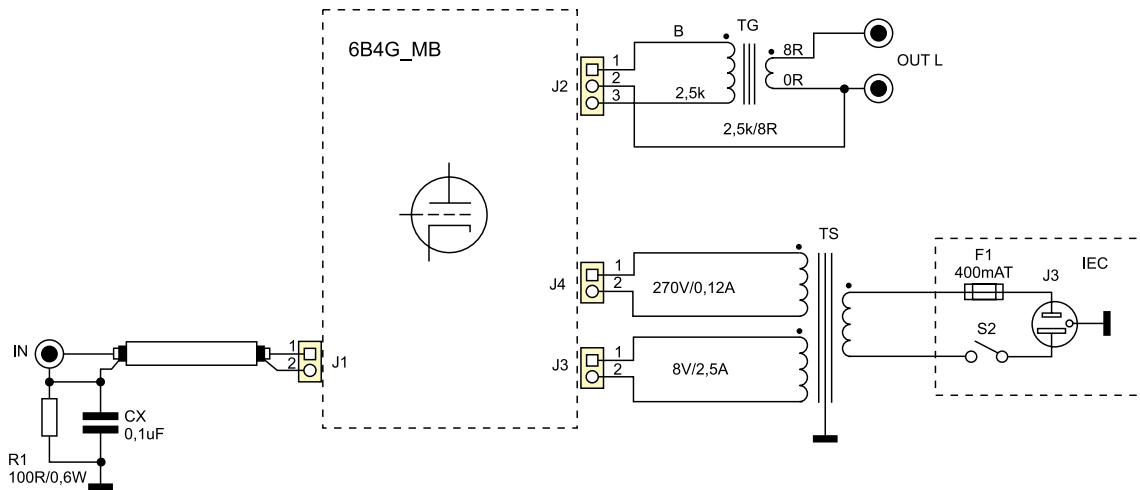 6B4G_MB
B
TG
J2
1
2
3
2,5k
8R
0R
OUT L
2,5k/8R
TS
J4
1
2
270V/0,12A
F1
400mAT
J3
IEC
S2
J3
1
2
8V/2,5A
IN
1
2
J1
CX
0,1uF
R1
100R/0,6W